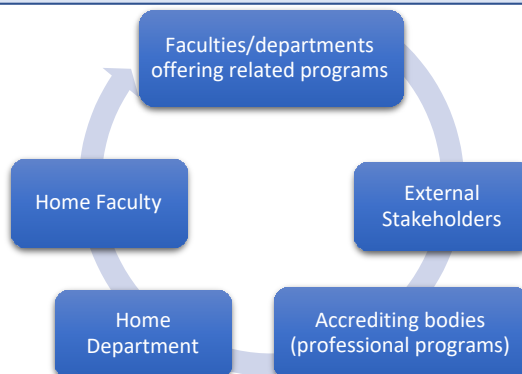 Faculties/departments
offering related programs
External
Stakeholders
Accrediting bodies
(professional programs)
Home
Department
Home Faculty